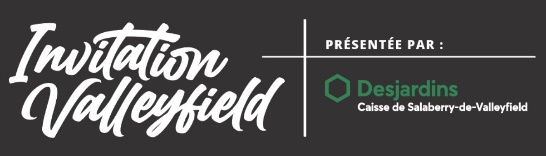 Invitation
Valleyfield
PRÉSENTÉE PAR :
Desjardins
Caisse de Salaberry-de-Valleyfield